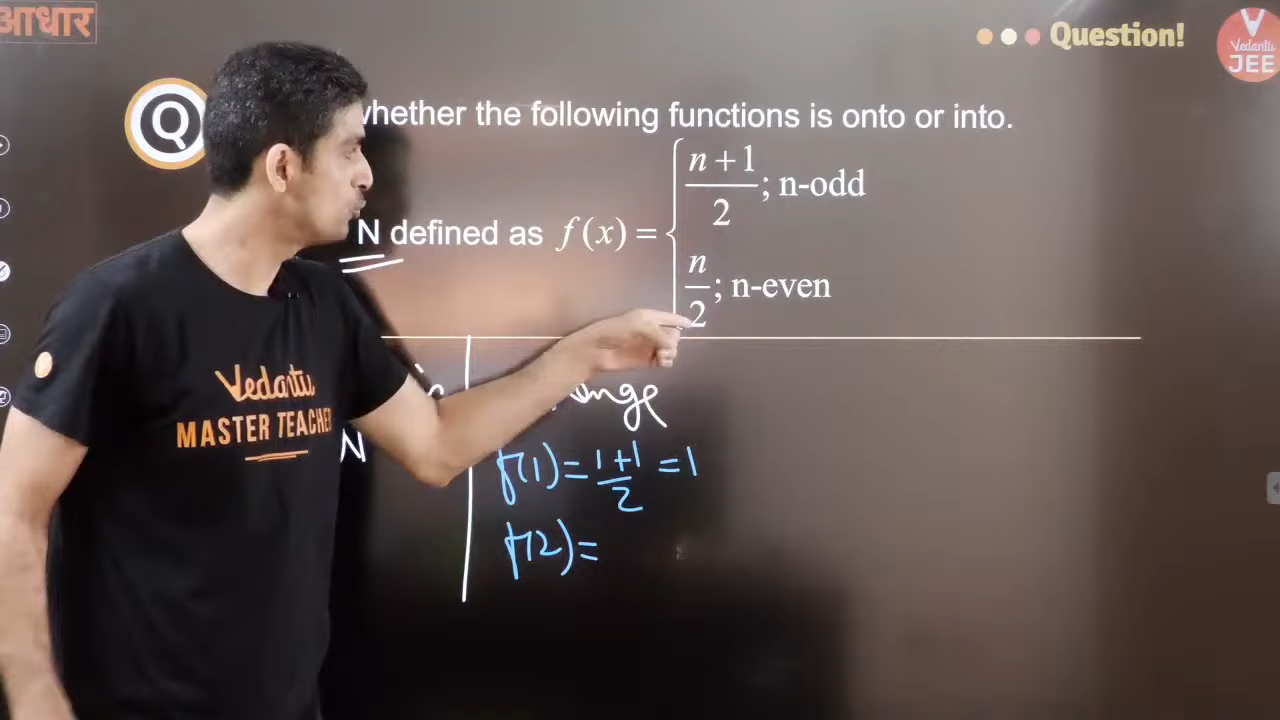 आधार
Question!
Vedantu
JEE
Q
whether the following functions is onto or into.
N defined as f(x) = { (n+1)/2 ; n-odd
n/2 ; n-even
N
f(1) = (1+1)/2 = 1
f(2) =
Vedantu
MASTER TEACHER